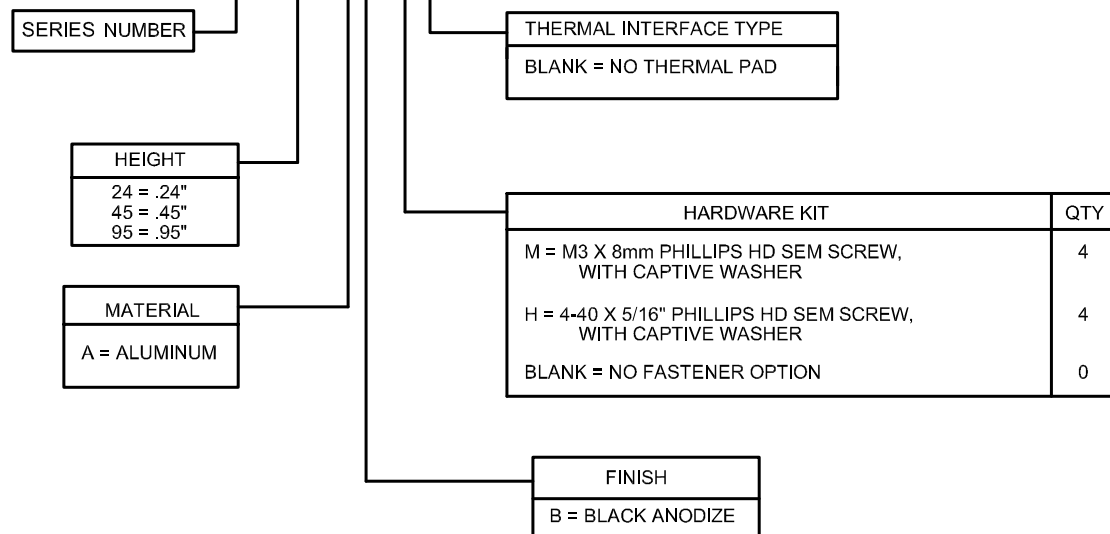 SERIES NUMBER
THERMAL INTERFACE TYPE
BLANK = NO THERMAL PAD
HEIGHT
24 = .24"
45 = .45"
95 = .95"
HARDWARE KIT QTY
M = M3 X 8mm PHILLIPS HD SEM SCREW, 4
WITH CAPTIVE WASHER
H = 4-40 X 5/16" PHILLIPS HD SEM SCREW, 4
WITH CAPTIVE WASHER
BLANK = NO FASTENER OPTION 0
MATERIAL
A = ALUMINUM
FINISH
B = BLACK ANODIZE